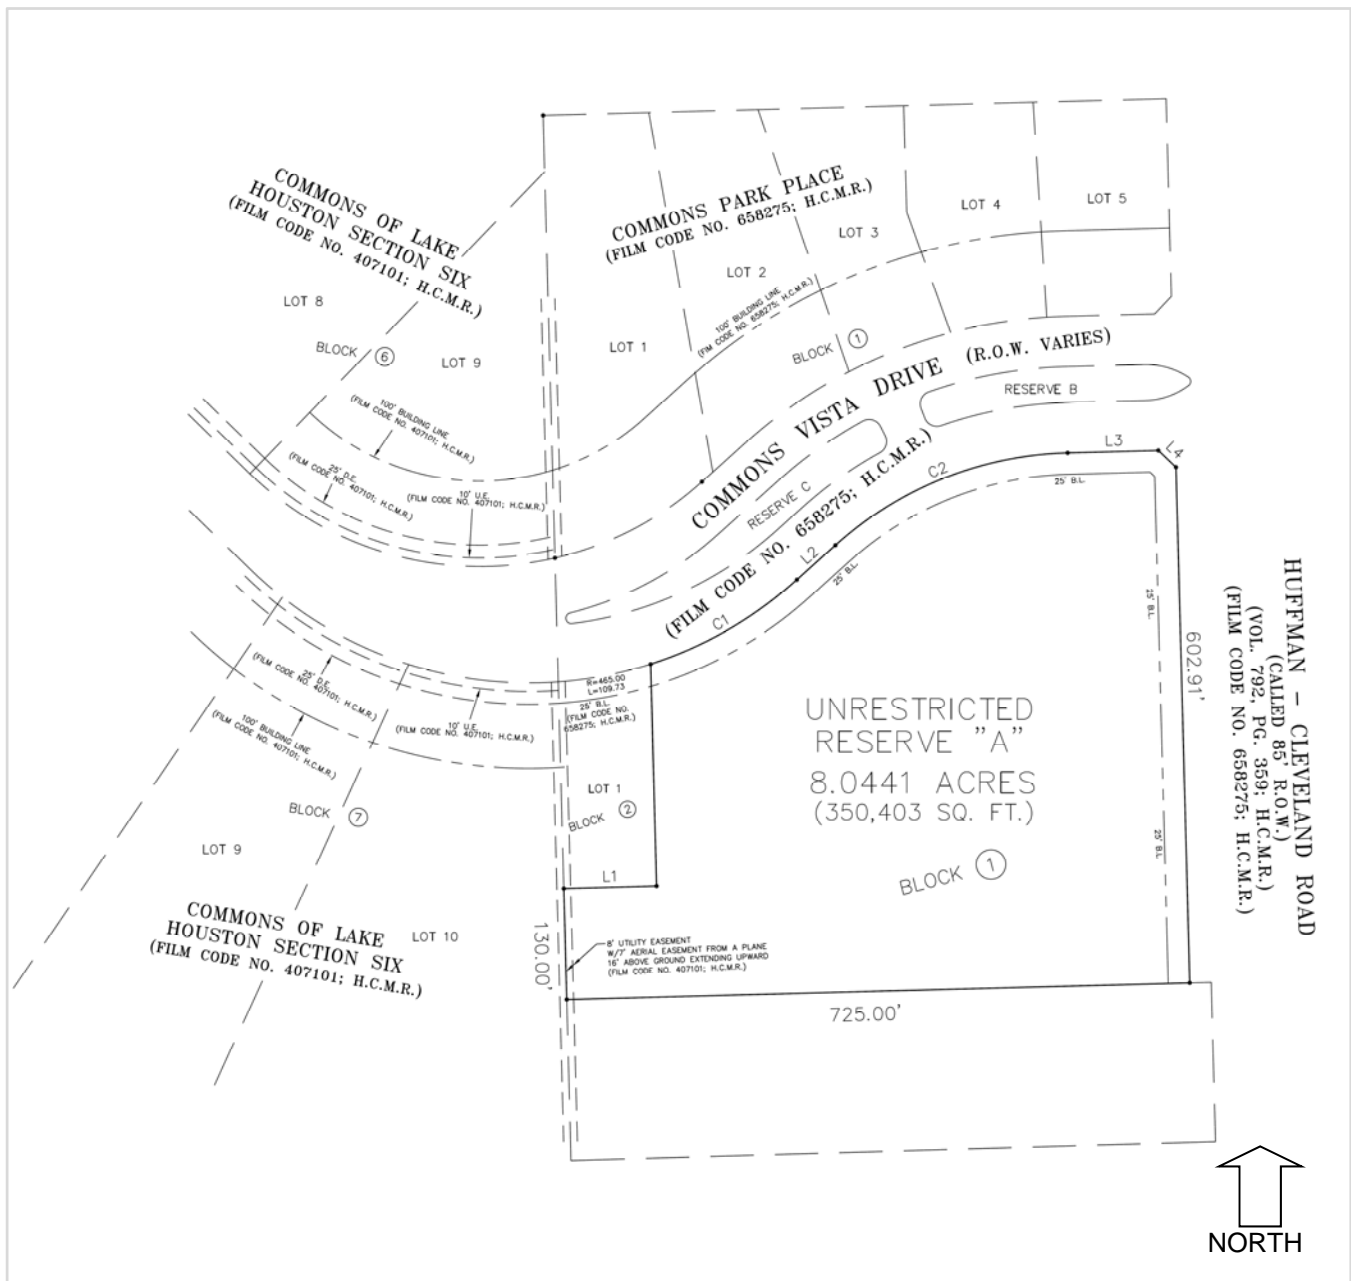 COMMONS OF LAKE
HOUSTON SECTION SIX
(FILM CODE NO. 407101; H.C.M.R.)
COMMONS PARK PLACE
(FILM CODE NO. 658275; H.C.M.R.)
LOT 5
LOT 4
LOT 3
LOT 2
LOT 1
LOT 8
BLOCK 6
LOT 9
100' BUILDING LINE
(FIM CODE NO. 658275; H.C.M.R.)
BLOCK 1
COMMONS VISTA DRIVE (R.O.W. VARIES)
(FILM CODE NO. 658275; H.C.M.R.)
RESERVE B
RESERVE C
100' BUILDING LINE
(FILM CODE NO. 407101; H.C.M.R.)
25' D.E.
(FILM CODE NO. 407101; H.C.M.R.)
10' U.E.
(FILM CODE NO. 407101; H.C.M.R.)
L3
L4
C2
25' B.L.
L2
25' B.L.
C1
25' B.L.
602.91'
25' B.L.
HUFFMAN - CLEVELAND ROAD
(CALLED 85' R.O.W.)
(VOL. 792, PG. 359; H.C.M.R.)
(FILM CODE NO. 658275; H.C.M.R.)
R=465.00
L=109.73
25' B.L.
(FILM CODE NO.
658275; H.C.M.R.)
25' D.E.
(FILM CODE NO. 407101; H.C.M.R.)
10' U.E.
(FILM CODE NO. 407101; H.C.M.R.)
100' BUILDING LINE
(FILM CODE NO. 407101; H.C.M.R.)
UNRESTRICTED
RESERVE "A"
8.0441 ACRES
(350,403 SQ. FT.)
BLOCK 1
LOT 1
BLOCK 2
L1
BLOCK 7
LOT 9
COMMONS OF LAKE
HOUSTON SECTION SIX
(FILM CODE NO. 407101; H.C.M.R.)
LOT 10
130.00'
8' UTILITY EASEMENT
W/7' AERIAL EASEMENT FROM A PLANE
16' ABOVE GROUND EXTENDING UPWARD
(FILM CODE NO. 407101; H.C.M.R.)
725.00'
NORTH